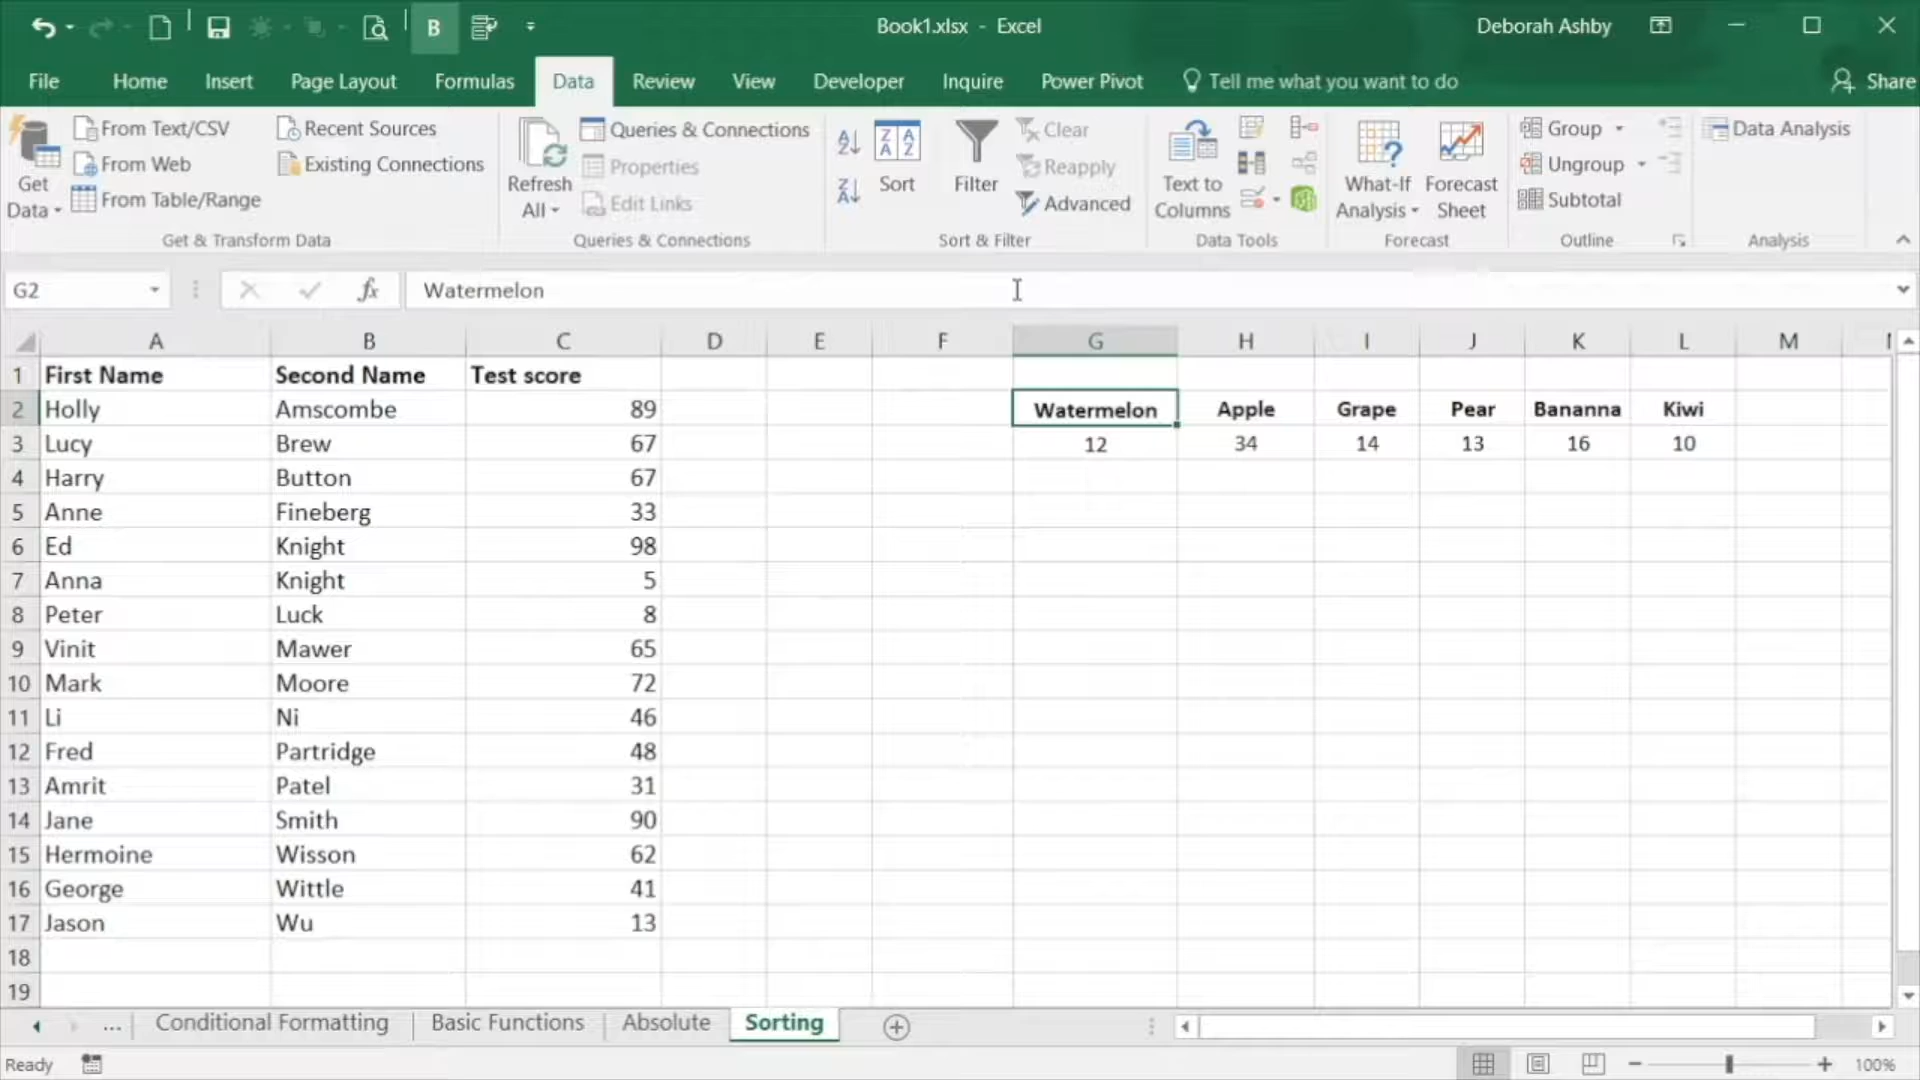 B
Book1.xlsx - Excel
Deborah Ashby
File Home Insert Page Layout Formulas Data Review View Developer Inquire Power Pivot Tell me what you want to do Share
Get Data
From Text/CSV
From Web
From Table/Range
Recent Sources
Existing Connections
Get & Transform Data
Refresh All
Queries & Connections
Properties
Edit Links
Queries & Connections
Sort
Filter
Clear
Reapply
Advanced
Sort & Filter
Text to Columns
Data Tools
What-If Analysis
Forecast Sheet
Forecast
Group
Ungroup
Subtotal
Outline
Data Analysis
Analysis
G2 fx Watermelon
A B C D E F G H I J K L M
1 First Name Second Name Test score
2 Holly Amscombe 89 Watermelon Apple Grape Pear Bananna Kiwi
3 Lucy Brew 67 12 34 14 13 16 10
4 Harry Button 67
5 Anne Fineberg 33
6 Ed Knight 98
7 Anna Knight 5
8 Peter Luck 8
9 Vinit Mawer 65
10 Mark Moore 72
11 Li Ni 46
12 Fred Partridge 48
13 Amrit Patel 31
14 Jane Smith 90
15 Hermoine Wisson 62
16 George Wittle 41
17 Jason Wu 13
18
19
... Conditional Formatting Basic Functions Absolute Sorting
Ready 100%